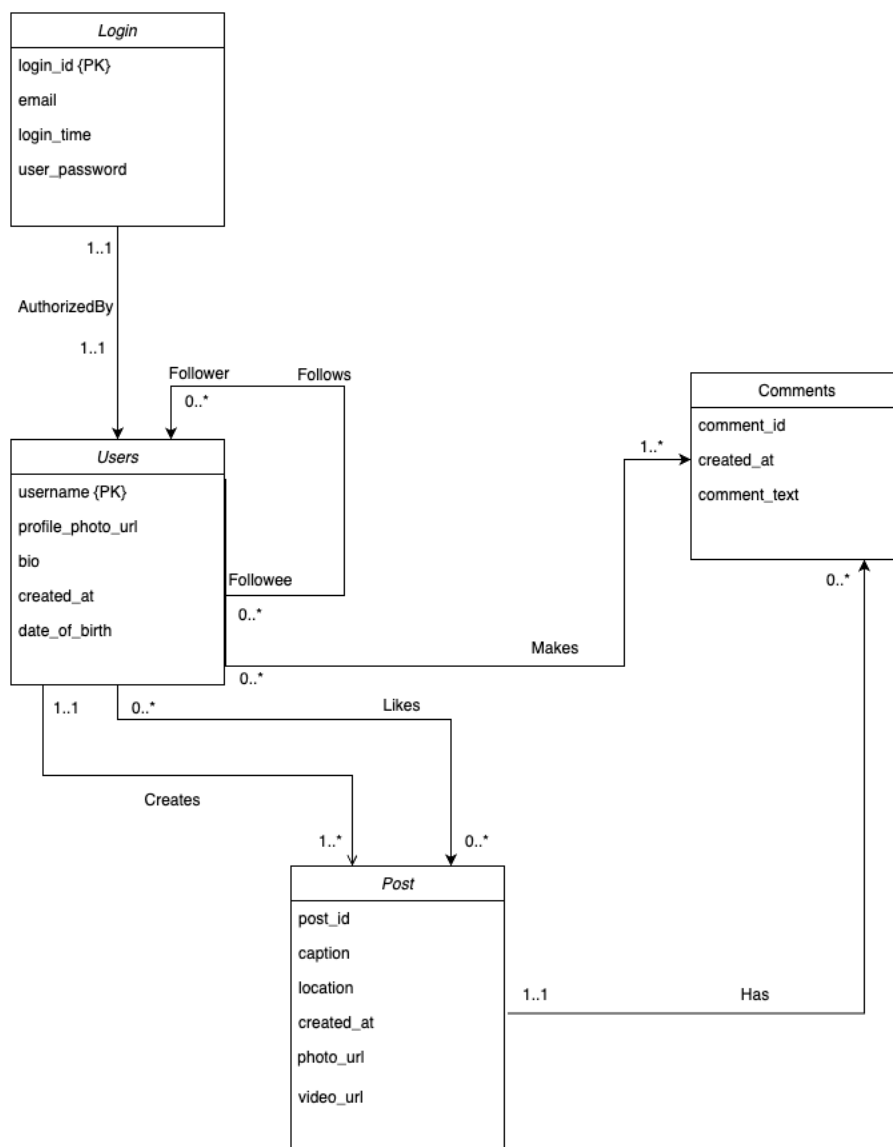 Login
login_id {PK}
email
login_time
user_password
1..1
AuthorizedBy
1..1
Follower
Follows
0..*
Users
username {PK}
profile_photo_url
bio
created_at
date_of_birth
Followee
0..*
Comments
comment_id
created_at
comment_text
1..*
0..*
Makes
0..*
1..1
0..*
Likes
Creates
1..*
0..*
Post
post_id
caption
location
created_at
photo_url
video_url
1..1
Has